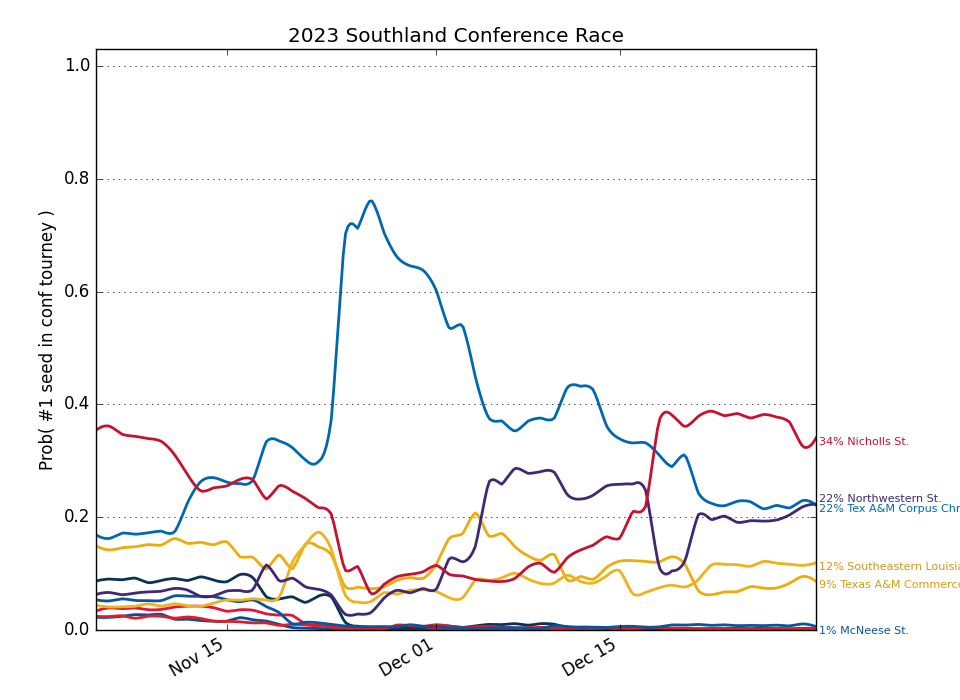 2023 Southland Conference Race
1.0
0.8
0.6
0.4
0.2
0.0
Prob( #1 seed in conf tourney )
Nov 15
Dec 01
Dec 15
34% Nicholls St.
22% Northwestern St.
22% Tex A&M Corpus Chr
12% Southeastern Louisia
9% Texas A&M Commerce
1% McNeese St.